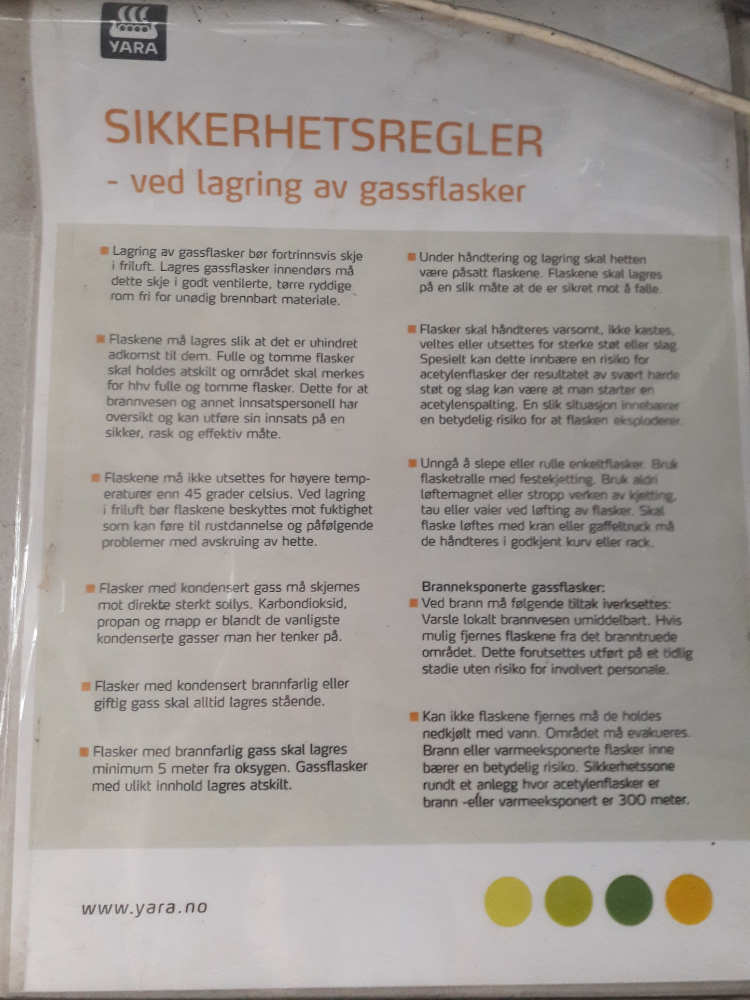 YARA
SIKKERHETSREGLER
- ved lagring av gassflasker
Lagring av gassflasker bør fortrinnsvis skje
i friluft. Lagres gassflasker innendørs må
dette skje i godt ventilerte, tørre ryddige
rom fri for unødig brennbart materiale.
Flaskene må lagres slik at det er uhindret
adkomst til dem. Fulle og tomme flasker
skal holdes atskilt og området skal merkes
for hhv fulle og tomme flasker. Dette for at
brannvesen og annet innsatspersonell har
oversikt og kan utføre sin innsats på en
sikker, rask og effektiv måte.
Flaskene må ikke utsettes for høyere temp-
eraturer enn 45 grader celsius. Ved lagring
i friluft bør flaskene beskyttes mot fuktighet
som kan føre til rustdannelse og påfølgende
problemer med avskruing av hette.
Flasker med kondensert gass må skjemes
mot direkte sterkt sollys. Karbondioksid,
propan og mapp er blandt de vanligste
kondenserte gasser man her tenker på.
Flasker med kondensert brannfarlig eller
giftig gass skal alltid lagres stående.
Flasker med brannfarlig gass skal lagres
minimum 5 meter fra oksygen. Gassflasker
med ulikt innhold lagres atskilt.
Under håndtering og lagring skal hetten
være påsatt flaskene. Flaskene skal lagres
på en slik måte at de er sikret mot å falle.
Flasker skal håndteres varsomt, ikke kastes,
veltes eller utsettes for sterke støt eller slag.
Spesielt kan dette innbære en risiko for
acetylenflasker der resultatet av svært harde
støt og slag kan være at man starter en
acetylenspalting. En slik situasjon innebærer
en betydelig risiko for at flasken eksploderer.
Unngå å slepe eller rulle enkeltflasker. Bruk
flasketralle med festekjetting. Bruk aldri
løftemagnet eller stropp verken av kjetting,
tau eller vaier ved løfting av flasker. Skal
flaske løftes med kran eller gaffeltruck må
de håndteres i godkjent kurv eller rack.
Branneksponerte gassflasker:
Ved brann må følgende tiltak iverksettes:
Varsle lokalt brannvesen umiddelbart. Hvis
mulig fjernes flaskene fra det branntruede
området. Dette forutsettes utført på et tidlig
stadie uten risiko for involvert personale.
Kan ikke flaskene fjernes må de holdes
nedkjølt med vann. Området må evakueres.
Brann eller varmeeksponerte flasker inne
bærer en betydelig risiko. Sikkerhetssone
rundt et anlegg hvor acetylenflasker er
brann -eller varmeeksponert er 300 meter.
www.yara.no